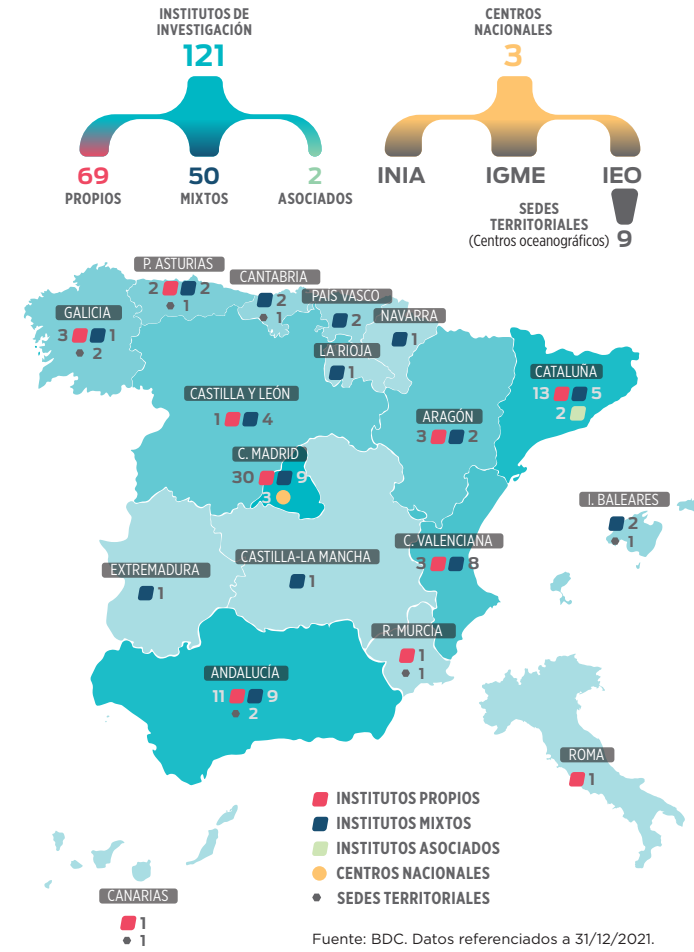 INSTITUTOS DE
INVESTIGACIÓN
121
69
PROPIOS
50
MIXTOS
2
ASOCIADOS
CENTROS
NACIONALES
3
INIA
IGME
IEO
SEDES
TERRITORIALES
(Centros oceanográficos) 9
P. ASTURIAS
2 2
1
CANTABRIA
2
1
PAIS VASCO
2
NAVARRA
1
GALICIA
3 1
2
LA RIOJA
1
CATALUÑA
13 5
2
CASTILLA Y LEÓN
1 4
ARAGÓN
3 2
C. MADRID
30 9
3
I. BALEARES
2
1
C. VALENCIANA
3 8
CASTILLA-LA MANCHA
1
EXTREMADURA
1
R. MURCIA
1
1
ANDALUCÍA
11 9
2
ROMA
1
CANARIAS
1
1
INSTITUTOS PROPIOS
INSTITUTOS MIXTOS
INSTITUTOS ASOCIADOS
CENTROS NACIONALES
SEDES TERRITORIALES
Fuente: BDC. Datos referenciados a 31/12/2021.